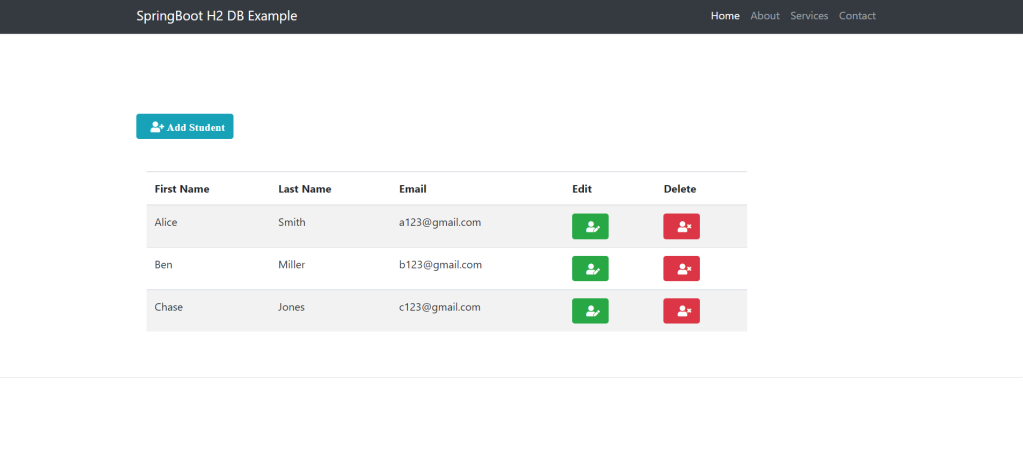 SpringBoot H2 DB Example Home About Services Contact
Add Student
First Name Last Name Email Edit Delete
Alice Smith a123@gmail.com
Ben Miller b123@gmail.com
Chase Jones c123@gmail.com